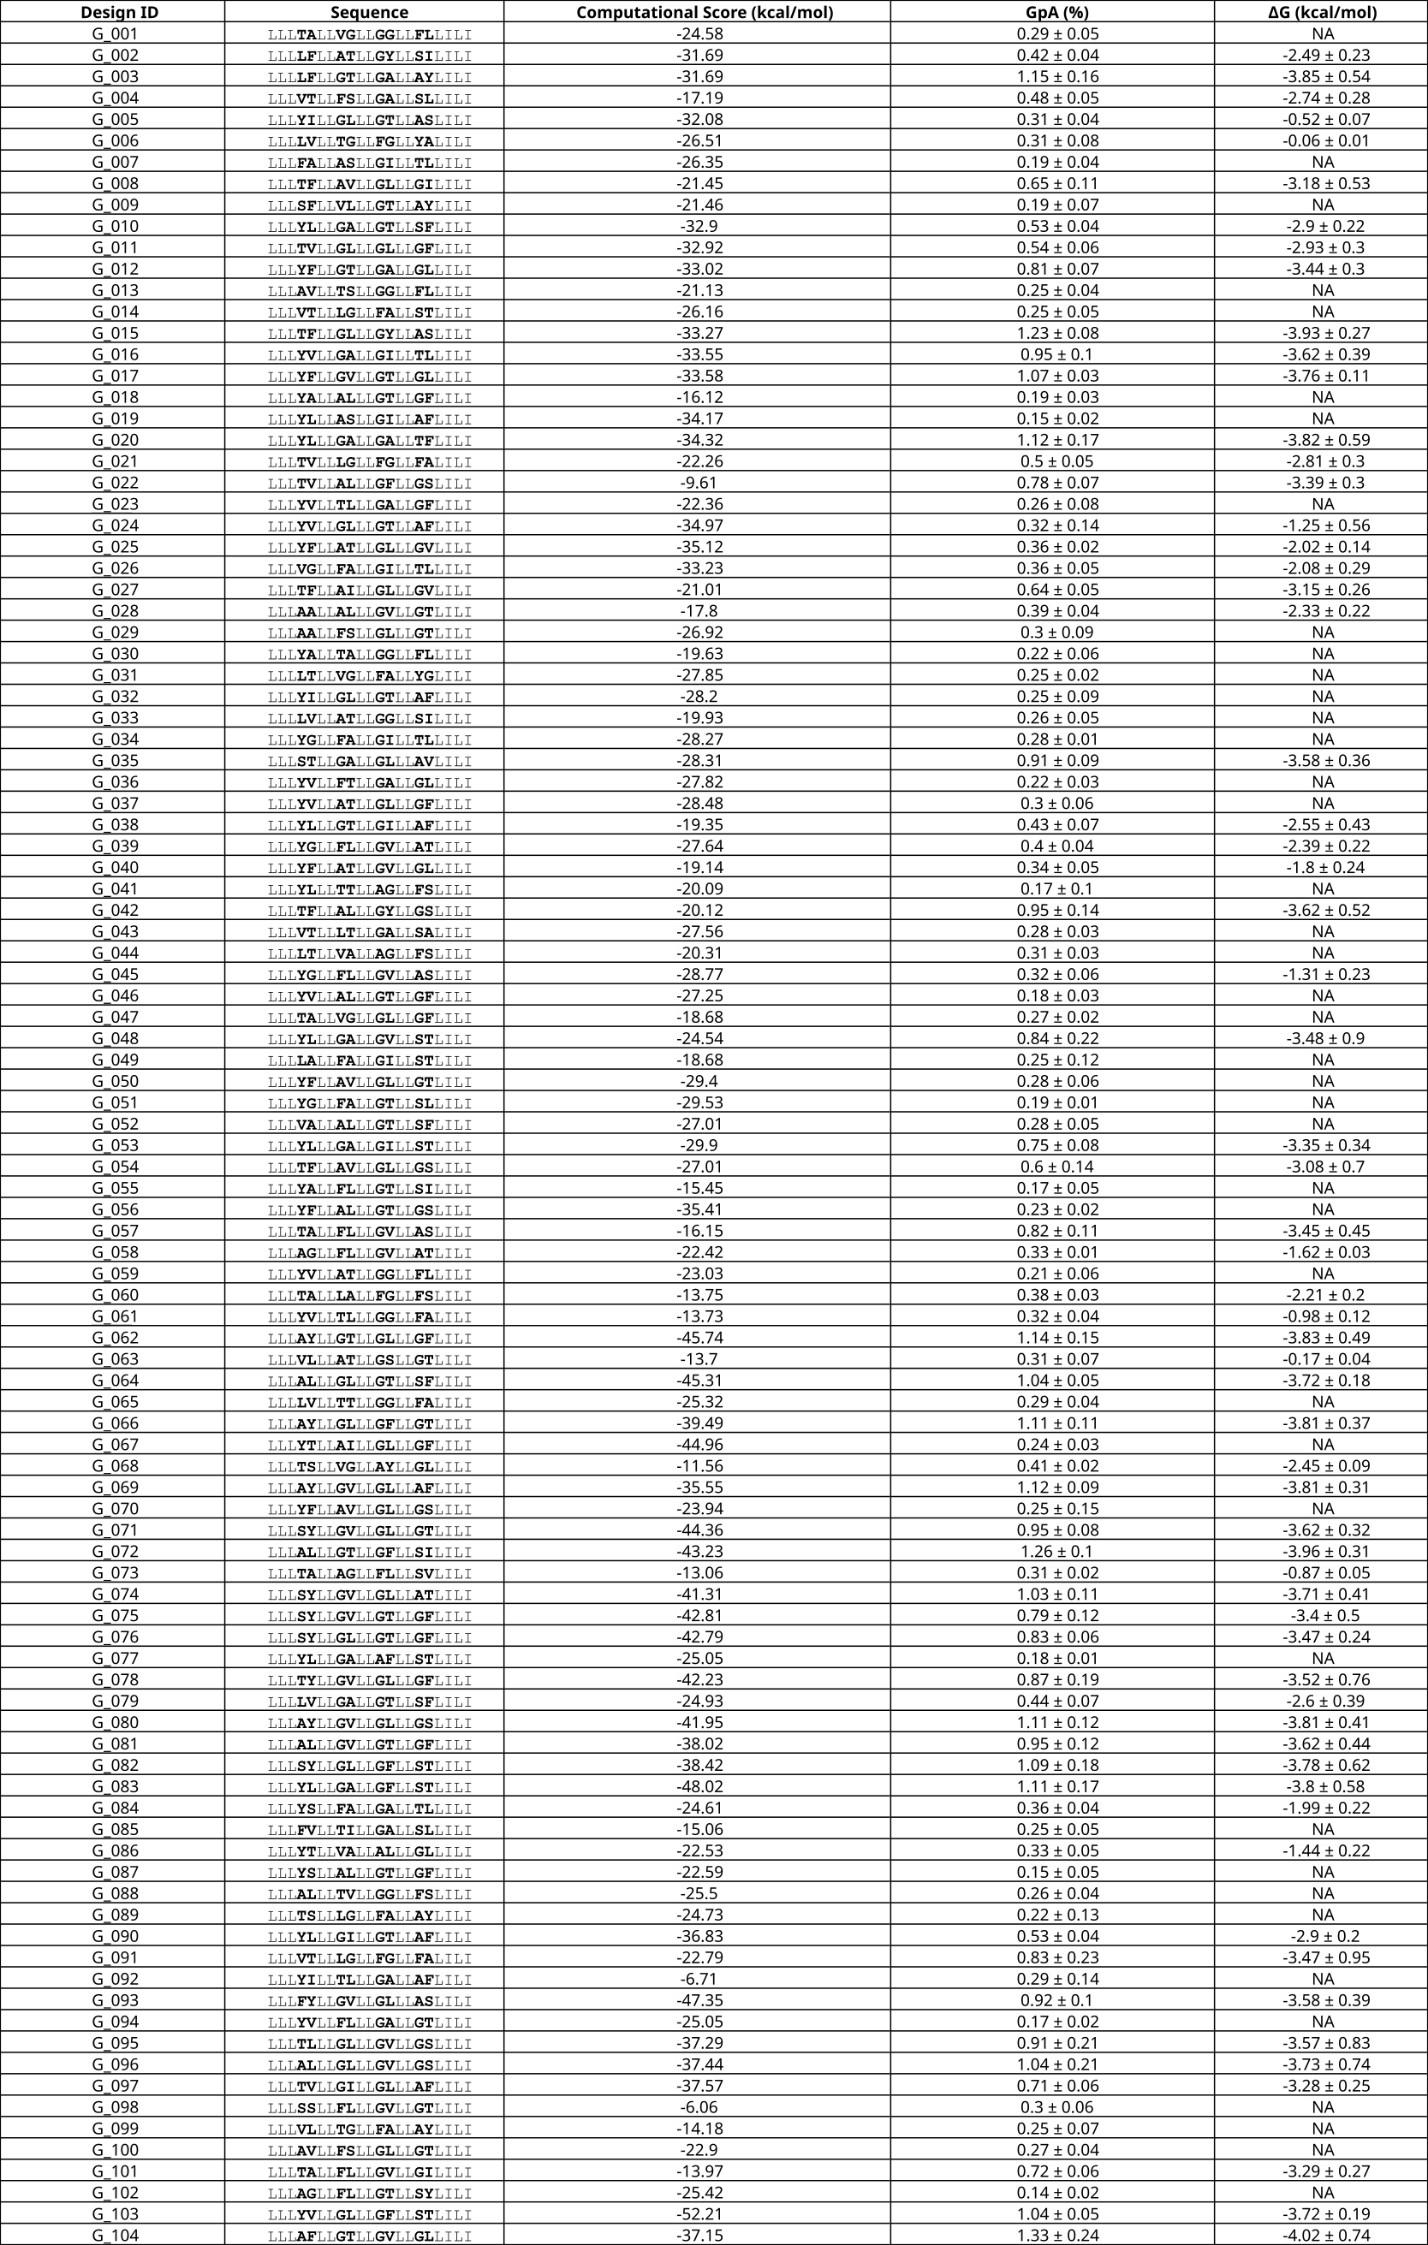 Design ID Sequence Computational Score (kcal/mol) GpA (%) ΔG (kcal/mol)
G_001 LLLTALLVGLLGGLLFLLILI -24.58 0.29 ± 0.05 NA
G_002 LLLLFLLATLLGYLLSILILI -31.69 0.42 ± 0.04 -2.49 ± 0.23
G_003 LLLLFLLGTLLGALLAYLILI -31.69 1.15 ± 0.16 -3.85 ± 0.54
G_004 LLLVTLLFSLLGALLSLLILI -17.19 0.48 ± 0.05 -2.74 ± 0.28
G_005 LLLYILLGLLLGTLLASLILI -32.08 0.31 ± 0.04 -0.52 ± 0.07
G_006 LLLLVLLTGLLFGLLYALILI -26.51 0.31 ± 0.08 -0.06 ± 0.01
G_007 LLLFALLASLLGILLTLLILI -26.35 0.19 ± 0.04 NA
G_008 LLLTFLLAVLLGLLLGILILI -21.45 0.65 ± 0.11 -3.18 ± 0.53
G_009 LLLSFLLVLLLGTLLAYLILI -21.46 0.19 ± 0.07 NA
G_010 LLLYLLLGALLGTLLSFLILI -32.9 0.53 ± 0.04 -2.9 ± 0.22
G_011 LLLTVLLGLLLGLLLGFLILI -32.92 0.54 ± 0.06 -2.93 ± 0.3
G_012 LLLYFLLGTLLGALLGLLILI -33.02 0.81 ± 0.07 -3.44 ± 0.3
G_013 LLLAVLLTSLLGGLLFLLILI -21.13 0.25 ± 0.04 NA
G_014 LLLVTLLLGLLFALLSTLILI -26.16 0.25 ± 0.05 NA
G_015 LLLTFLLGLLLGYLLASLILI -33.27 1.23 ± 0.08 -3.93 ± 0.27
G_016 LLLYVLLGALLGILLTLLILI -33.55 0.95 ± 0.1 -3.62 ± 0.39
G_017 LLLYFLLGVLLGTLLGLLILI -33.58 1.07 ± 0.03 -3.76 ± 0.11
G_018 LLLYALLALLLGTLLGFLILI -16.12 0.19 ± 0.03 NA
G_019 LLLYLLLASLLGILLAFLILI -34.17 0.15 ± 0.02 NA
G_020 LLLYLLLGALLGALLTFLILI -34.32 1.12 ± 0.17 -3.82 ± 0.59
G_021 LLLTVLLLGLLFGLLFALILI -22.26 0.5 ± 0.05 -2.81 ± 0.3
G_022 LLLTVLLALLLGFLLGSLILI -9.61 0.78 ± 0.07 -3.39 ± 0.3
G_023 LLLYVLLTLLLGALLGFLILI -22.36 0.26 ± 0.08 NA
G_024 LLLYVLLGLLLGTLLAFLILI -34.97 0.32 ± 0.14 -1.25 ± 0.56
G_025 LLLYFLLATLLGLLLGVLILI -35.12 0.36 ± 0.02 -2.02 ± 0.14
G_026 LLLVGLLFALLGILLTLLILI -33.23 0.36 ± 0.05 -2.08 ± 0.29
G_027 LLLTFLLAILLGLLLGVLILI -21.01 0.64 ± 0.05 -3.15 ± 0.26
G_028 LLLAALLALLLGVLLGTLILI -17.8 0.39 ± 0.04 -2.33 ± 0.22
G_029 LLLAALLFSLLGLLLGTLILI -26.92 0.3 ± 0.09 NA
G_030 LLLYALLTALLGGLLFLLILI -19.63 0.22 ± 0.06 NA
G_031 LLLLTLLVGLLFALLYGLILI -27.85 0.25 ± 0.02 NA
G_032 LLLYILLGLLLGTLLAFLILI -28.2 0.25 ± 0.09 NA
G_033 LLLLVLLATLLGGLLSILILI -19.93 0.26 ± 0.05 NA
G_034 LLLYGLLFALLGILLTLLILI -28.27 0.28 ± 0.01 NA
G_035 LLLSTLLGALLGLLLAVLILI -28.31 0.91 ± 0.09 -3.58 ± 0.36
G_036 LLLYVLLFTLLGALLGLLILI -27.82 0.22 ± 0.03 NA
G_037 LLLYVLLATLLGLLLGFLILI -28.48 0.3 ± 0.06 NA
G_038 LLLYLLLGTLLGILLAFLILI -19.35 0.43 ± 0.07 -2.55 ± 0.43
G_039 LLLYGLLFLLLGVLLATLILI -27.64 0.4 ± 0.04 -2.39 ± 0.22
G_040 LLLYFLLATLLGVLLGLLILI -19.14 0.34 ± 0.05 -1.8 ± 0.24
G_041 LLLYLLLTTLLAGLLFSLILI -20.09 0.17 ± 0.1 NA
G_042 LLLTFLLALLLGYLLGSLILI -20.12 0.95 ± 0.14 -3.62 ± 0.52
G_043 LLLVTLLLTLLGALLSALILI -27.56 0.28 ± 0.03 NA
G_044 LLLLTLLVALLAGLLFSLILI -20.31 0.31 ± 0.03 NA
G_045 LLLYGLLFLLLGVLLASLILI -28.77 0.32 ± 0.06 -1.31 ± 0.23
G_046 LLLYVLLALLLGTLLGFLILI -27.25 0.18 ± 0.03 NA
G_047 LLLTALLVGLLGLLLGFLILI -18.68 0.27 ± 0.02 NA
G_048 LLLYLLLGALLGVLLSTLILI -24.54 0.84 ± 0.22 -3.48 ± 0.9
G_049 LLLLALLFALLGILLSTLILI -18.68 0.25 ± 0.12 NA
G_050 LLLYFLLAVLLGLLLGTLILI -29.4 0.28 ± 0.06 NA
G_051 LLLYGLLFALLGTLLSLLILI -29.53 0.19 ± 0.01 NA
G_052 LLLVALLALLLGTLLSFLILI -27.01 0.28 ± 0.05 NA
G_053 LLLYLLLGALLGILLSTLILI -29.9 0.75 ± 0.08 -3.35 ± 0.34
G_054 LLLTFLLAVLLGLLLGSLILI -27.01 0.6 ± 0.14 -3.08 ± 0.7
G_055 LLLYALLFLLLGTLLSILILI -15.45 0.17 ± 0.05 NA
G_056 LLLYFLLALLLGTLLGSLILI -35.41 0.23 ± 0.02 NA
G_057 LLLTALLFLLLGVLLASLILI -16.15 0.82 ± 0.11 -3.45 ± 0.45
G_058 LLLAGLLFLLLGVLLATLILI -22.42 0.33 ± 0.01 -1.62 ± 0.03
G_059 LLLYVLLATLLGGLLFLLILI -23.03 0.21 ± 0.06 NA
G_060 LLLTALLLALLFGLLFSLILI -13.75 0.38 ± 0.03 -2.21 ± 0.2
G_061 LLLYVLLTLLLGGLLFALILI -13.73 0.32 ± 0.04 -0.98 ± 0.12
G_062 LLLAYLLGTLLGLLLGFLILI -45.74 1.14 ± 0.15 -3.83 ± 0.49
G_063 LLLVLLLATLLGSLLGTLILI -13.7 0.31 ± 0.07 -0.17 ± 0.04
G_064 LLLALLLGLLLGTLLSFLILI -45.31 1.04 ± 0.05 -3.72 ± 0.18
G_065 LLLLVLLTTLLGGLLFALILI -25.32 0.29 ± 0.04 NA
G_066 LLLAYLLGLLLGFLLGTLILI -39.49 1.11 ± 0.11 -3.81 ± 0.37
G_067 LLLYTLLAILLGLLLGFLILI -44.96 0.24 ± 0.03 NA
G_068 LLLTSLLVGLLAYLLGLLILI -11.56 0.41 ± 0.02 -2.45 ± 0.09
G_069 LLLAYLLGVLLGLLLAFLILI -35.55 1.12 ± 0.09 -3.81 ± 0.31
G_070 LLLYFLLAVLLGLLLGSLILI -23.94 0.25 ± 0.15 NA
G_071 LLLSYLLGVLLGLLLGTLILI -44.36 0.95 ± 0.08 -3.62 ± 0.32
G_072 LLLALLLGTLLGFLLSILILI -43.23 1.26 ± 0.1 -3.96 ± 0.31
G_073 LLLTALLAGLLFLLLSVLILI -13.06 0.31 ± 0.02 -0.87 ± 0.05
G_074 LLLSYLLGVLLGLLLATLILI -41.31 1.03 ± 0.11 -3.71 ± 0.41
G_075 LLLSYLLGVLLGTLLGFLILI -42.81 0.79 ± 0.12 -3.4 ± 0.5
G_076 LLLSYLLGLLLGTLLGFLILI -42.79 0.83 ± 0.06 -3.47 ± 0.24
G_077 LLLYLLLGALLAFLLSTLILI -25.05 0.18 ± 0.01 NA
G_078 LLLTYLLGVLLGLLLGFLILI -42.23 0.87 ± 0.19 -3.52 ± 0.76
G_079 LLLLVLLGALLGTLLSFLILI -24.93 0.44 ± 0.07 -2.6 ± 0.39
G_080 LLLAYLLGVLLGLLLGSLILI -41.95 1.11 ± 0.12 -3.81 ± 0.41
G_081 LLLALLLGVLLGTLLGFLILI -38.02 0.95 ± 0.12 -3.62 ± 0.44
G_082 LLLSYLLGLLLGFLLSTLILI -38.42 1.09 ± 0.18 -3.78 ± 0.62
G_083 LLLYLLLGALLGFLLSTLILI -48.02 1.11 ± 0.17 -3.8 ± 0.58
G_084 LLLYSLLFALLGALLTLLILI -24.61 0.36 ± 0.04 -1.99 ± 0.22
G_085 LLLFVLLTILLGALLSLLILI -15.06 0.25 ± 0.05 NA
G_086 LLLYTLLVALLALLLGLLILI -22.53 0.33 ± 0.05 -1.44 ± 0.22
G_087 LLLYSLLALLLGTLLGFLILI -22.59 0.15 ± 0.05 NA
G_088 LLLALLLTVLLGGLLFSLILI -25.5 0.26 ± 0.04 NA
G_089 LLLTSLLLGLLFALLAYLILI -24.73 0.22 ± 0.13 NA
G_090 LLLYLLLGILLGTLLAFLILI -36.83 0.53 ± 0.04 -2.9 ± 0.2
G_091 LLLVTLLLGLLFGLLFALILI -22.79 0.83 ± 0.23 -3.47 ± 0.95
G_092 LLLYILLTLLLGALLAFLILI -6.71 0.29 ± 0.14 NA
G_093 LLLFYLLGVLLGLLLASLILI -47.35 0.92 ± 0.1 -3.58 ± 0.39
G_094 LLLYVLLFLLLGALLGTLILI -25.05 0.17 ± 0.02 NA
G_095 LLLTLLLGLLLGVLLGSLILI -37.29 0.91 ± 0.21 -3.57 ± 0.83
G_096 LLLALLLGLLLGVLLGSLILI -37.44 1.04 ± 0.21 -3.73 ± 0.74
G_097 LLLTVLLGILLGLLLAFLILI -37.57 0.71 ± 0.06 -3.28 ± 0.25
G_098 LLLSSLLFLLLGVLLGTLILI -6.06 0.3 ± 0.06 NA
G_099 LLLVLLLTGLLFALLAYLILI -14.18 0.25 ± 0.07 NA
G_100 LLLAVLLFSLLGLLLGTLILI -22.9 0.27 ± 0.04 NA
G_101 LLLTALLFLLLGVLLGILILI -13.97 0.72 ± 0.06 -3.29 ± 0.27
G_102 LLLAGLLFLLLGTLLSYLILI -25.42 0.14 ± 0.02 NA
G_103 LLLYVLLGLLLGFLLSTLILI -52.21 1.04 ± 0.05 -3.72 ± 0.19
G_104 LLLAFLLGTLLGVLLGLLILI -37.15 1.33 ± 0.24 -4.02 ± 0.74